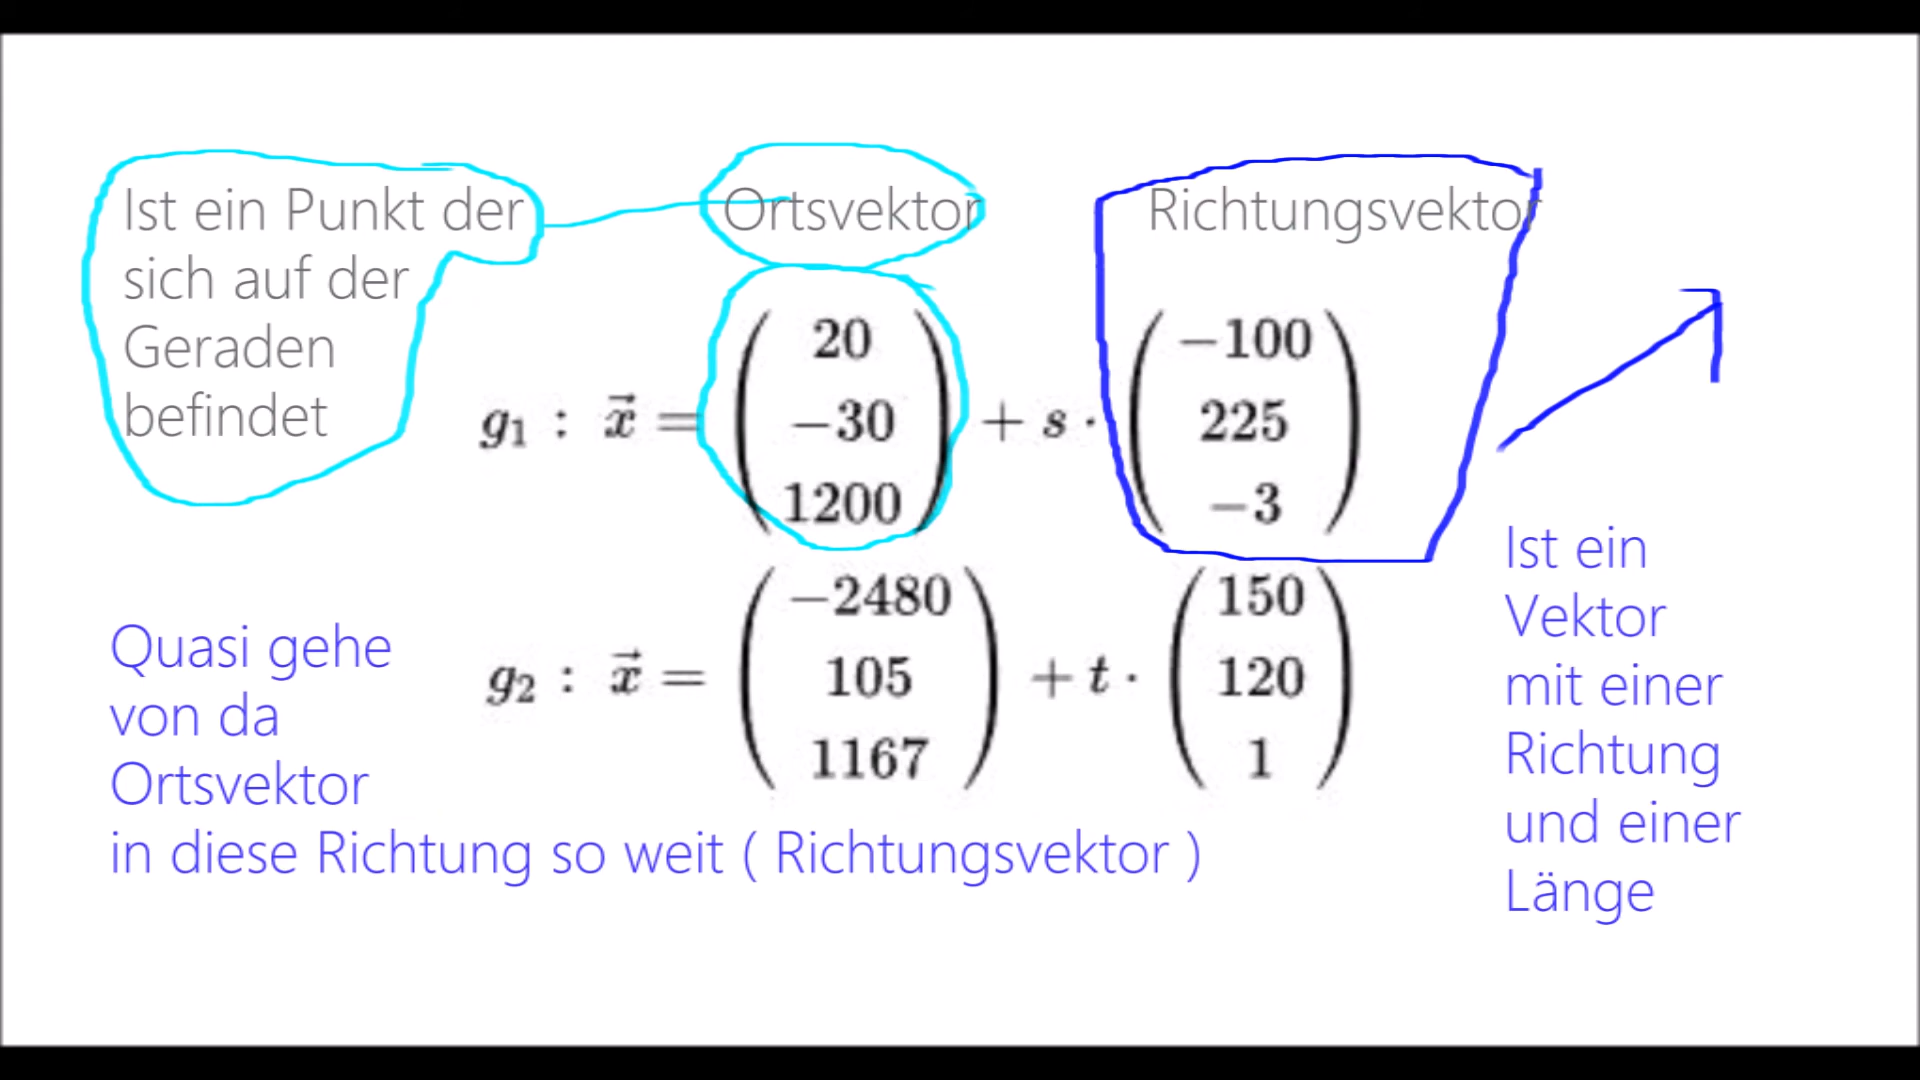 Ist ein Punkt der
sich auf der
Geraden
befindet
Ortsvektor
Richtungsvektor
g₁ : x⃗ = (20 −30 1200) + s · (−100 225 −3)
g₂ : x⃗ = (−2480 105 1167) + t · (150 120 1)
Quasi gehe
von da
Ortsvektor
in diese Richtung so weit ( Richtungsvektor )
Ist ein
Vektor
mit einer
Richtung
und einer
Länge